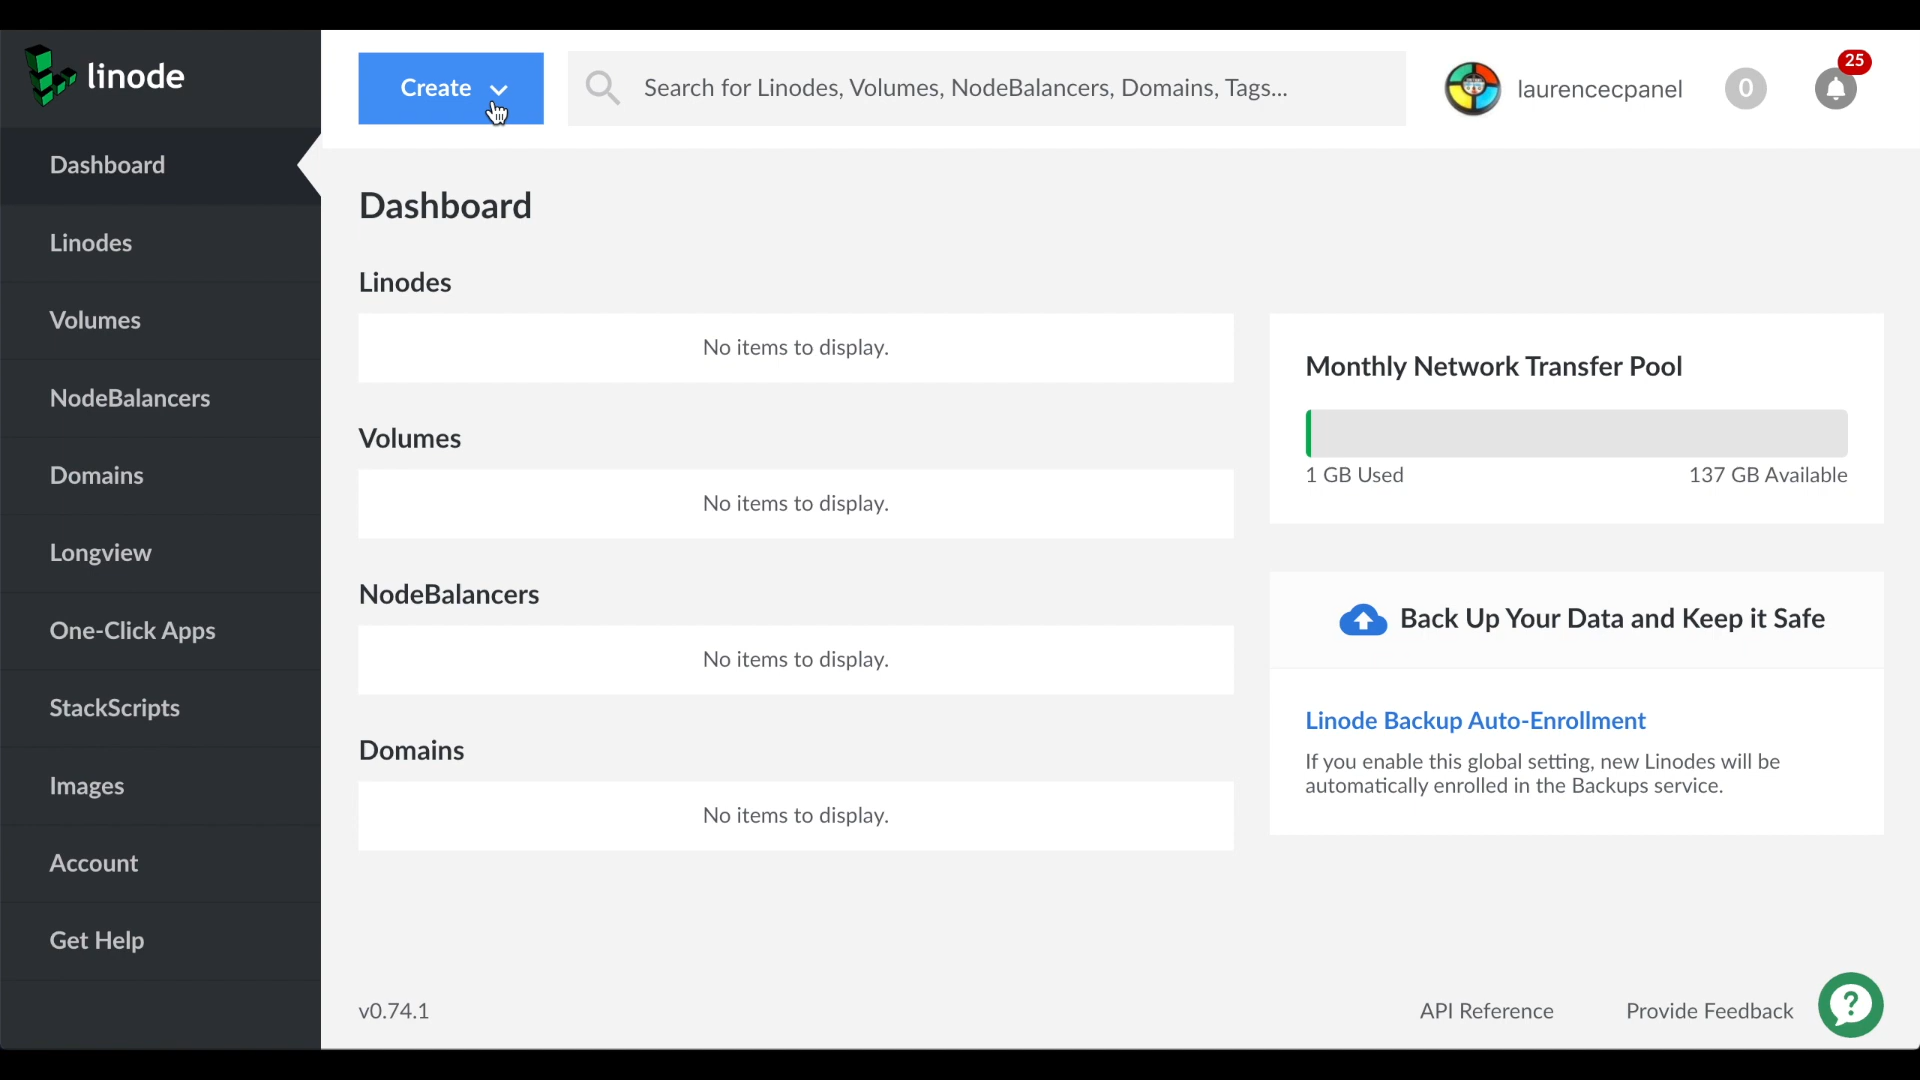 linode
Create
Search for Linodes, Volumes, NodeBalancers, Domains, Tags...
laurencecpanel
0
25
Dashboard
Linodes
Volumes
NodeBalancers
Domains
Longview
One-Click Apps
StackScripts
Images
Account
Get Help
Dashboard
Linodes
No items to display.
Volumes
No items to display.
NodeBalancers
No items to display.
Domains
No items to display.
Monthly Network Transfer Pool
1 GB Used
137 GB Available
Back Up Your Data and Keep it Safe
Linode Backup Auto-Enrollment
If you enable this global setting, new Linodes will be
automatically enrolled in the Backups service.
v0.74.1
API Reference
Provide Feedback
?